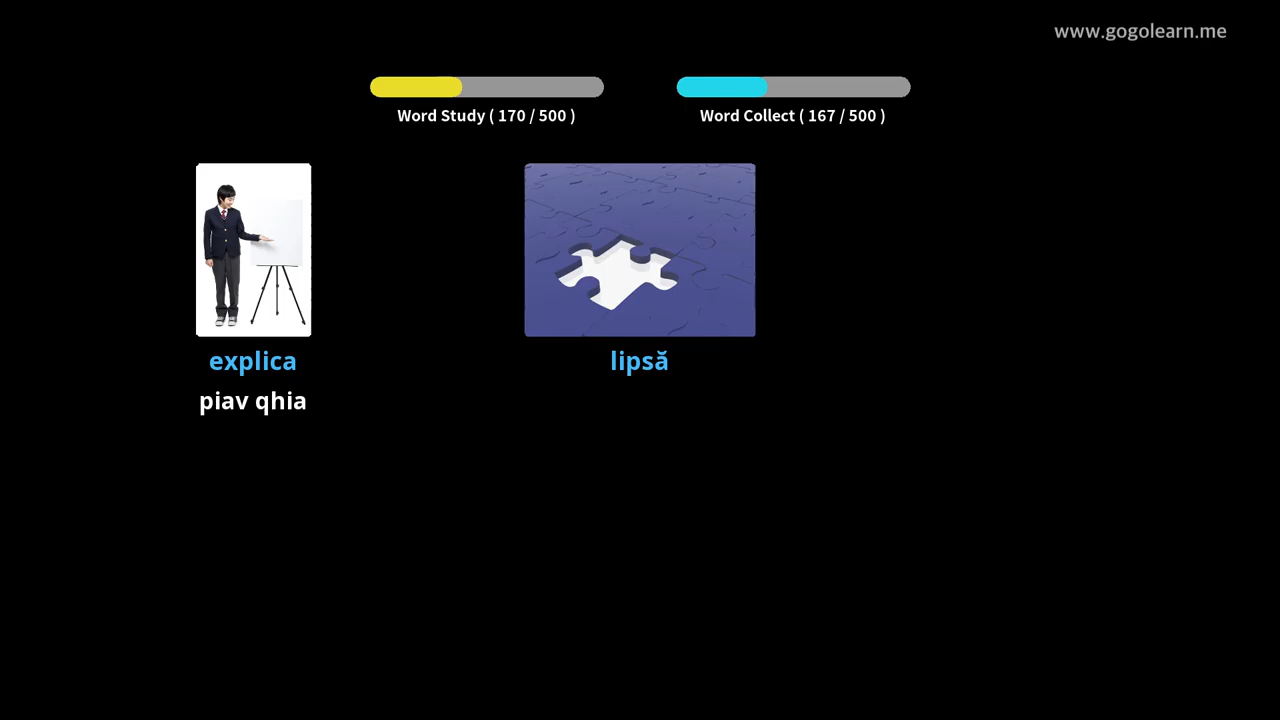 www.gogolearn.me
Word Study ( 170 / 500 )
Word Collect ( 167 / 500 )
explica
piav qhia
lipsă